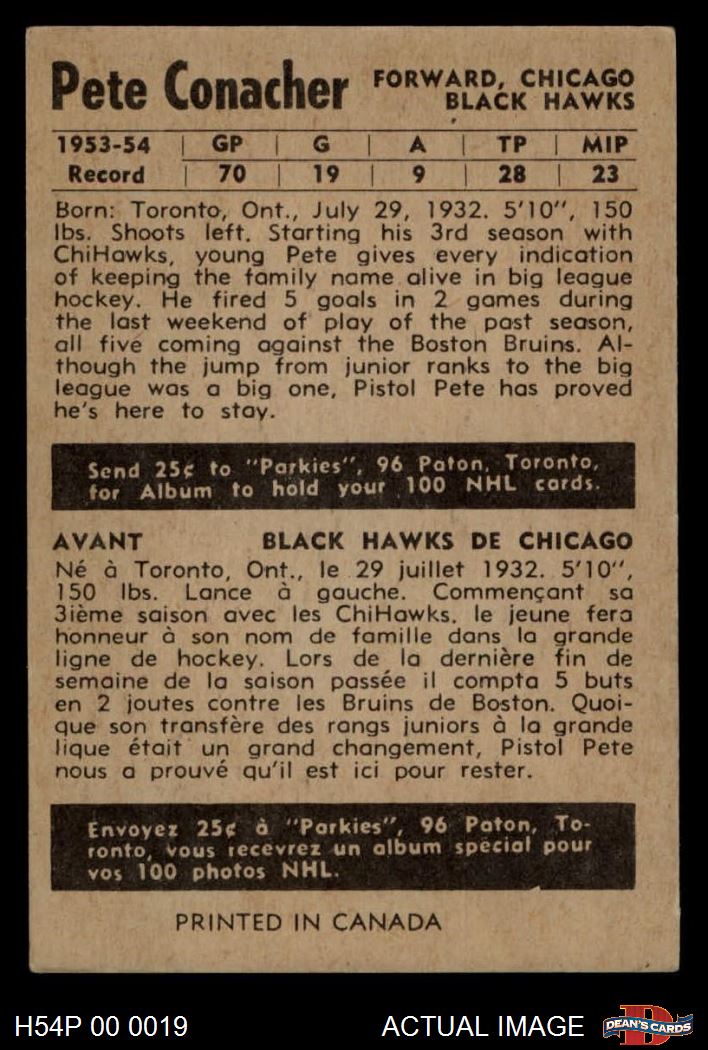 Pete Conacher FORWARD, CHICAGO
BLACK HAWKS
1953-54 | GP | G | A | TP | MIP
Record | 70 | 19 | 9 | 28 | 23
Born: Toronto, Ont., July 29, 1932. 5'10", 150
lbs. Shoots left. Starting his 3rd season with
ChiHawks, young Pete gives every indication
of keeping the family name alive in big league
hockey. He fired 5 goals in 2 games during
the last weekend of play of the past season,
all five coming against the Boston Bruins. Al-
though the jump from junior ranks to the big
league was a big one, Pistol Pete has proved
he's here to stay.
Send 25¢ to "Parkies", 96 Paton, Toronto,
for Album to hold your 100 NHL cards.
AVANT BLACK HAWKS DE CHICAGO
Né à Toronto, Ont., le 29 juillet 1932. 5'10",
150 lbs. Lance à gauche. Commençant sa
3ième saison avec les ChiHawks, le jeune fera
honneur à son nom de famille dans la grande
ligne de hockey. Lors de la dernière fin de
semaine de la saison passée il compta 5 buts
en 2 joutes contre les Bruins de Boston. Quoi-
que son transfère des rangs juniors à la grande
lique était un grand changement, Pistol Pete
nous a prouvé qu'il est ici pour rester.
Envoyez 25¢ à "Parkies", 96 Paton, To-
ronto, vous recevrez un album spécial pour
vos 100 photos NHL.
PRINTED IN CANADA
H54P 00 0019 ACTUAL IMAGE DEAN'S CARDS